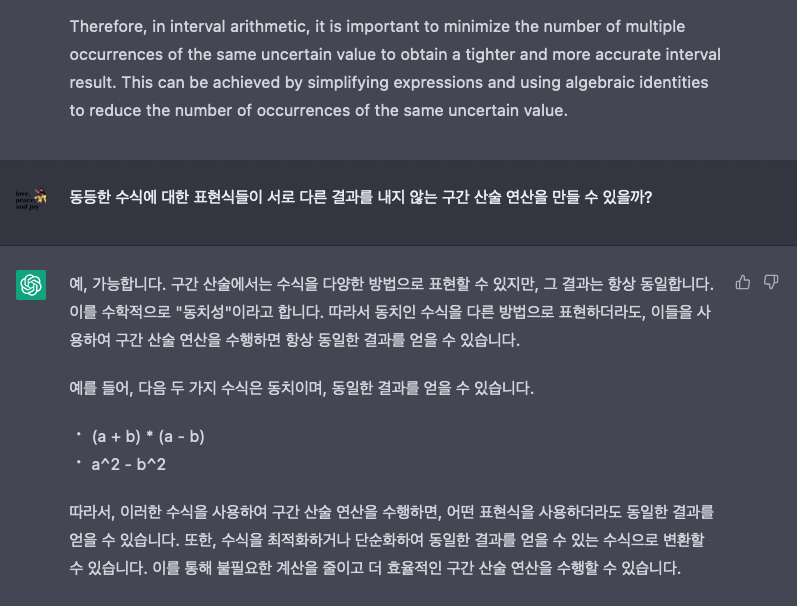 Therefore, in interval arithmetic, it is important to minimize the number of multiple
occurrences of the same uncertain value to obtain a tighter and more accurate interval
result. This can be achieved by simplifying expressions and using algebraic identities
to reduce the number of occurrences of the same uncertain value.
love,
peace
and joy
동등한 수식에 대한 표현식들이 서로 다른 결과를 내지 않는 구간 산술 연산을 만들 수 있을까?
예, 가능합니다. 구간 산술에서는 수식을 다양한 방법으로 표현할 수 있지만, 그 결과는 항상 동일합니다.
이를 수학적으로 "동치성"이라고 합니다. 따라서 동치인 수식을 다른 방법으로 표현하더라도, 이들을 사
용하여 구간 산술 연산을 수행하면 항상 동일한 결과를 얻을 수 있습니다.
예를 들어, 다음 두 가지 수식은 동치이며, 동일한 결과를 얻을 수 있습니다.
• (a + b) * (a - b)
• a^2 - b^2
따라서, 이러한 수식을 사용하여 구간 산술 연산을 수행하면, 어떤 표현식을 사용하더라도 동일한 결과를
얻을 수 있습니다. 또한, 수식을 최적화하거나 단순화하여 동일한 결과를 얻을 수 있는 수식으로 변환할
수 있습니다. 이를 통해 불필요한 계산을 줄이고 더 효율적인 구간 산술 연산을 수행할 수 있습니다.